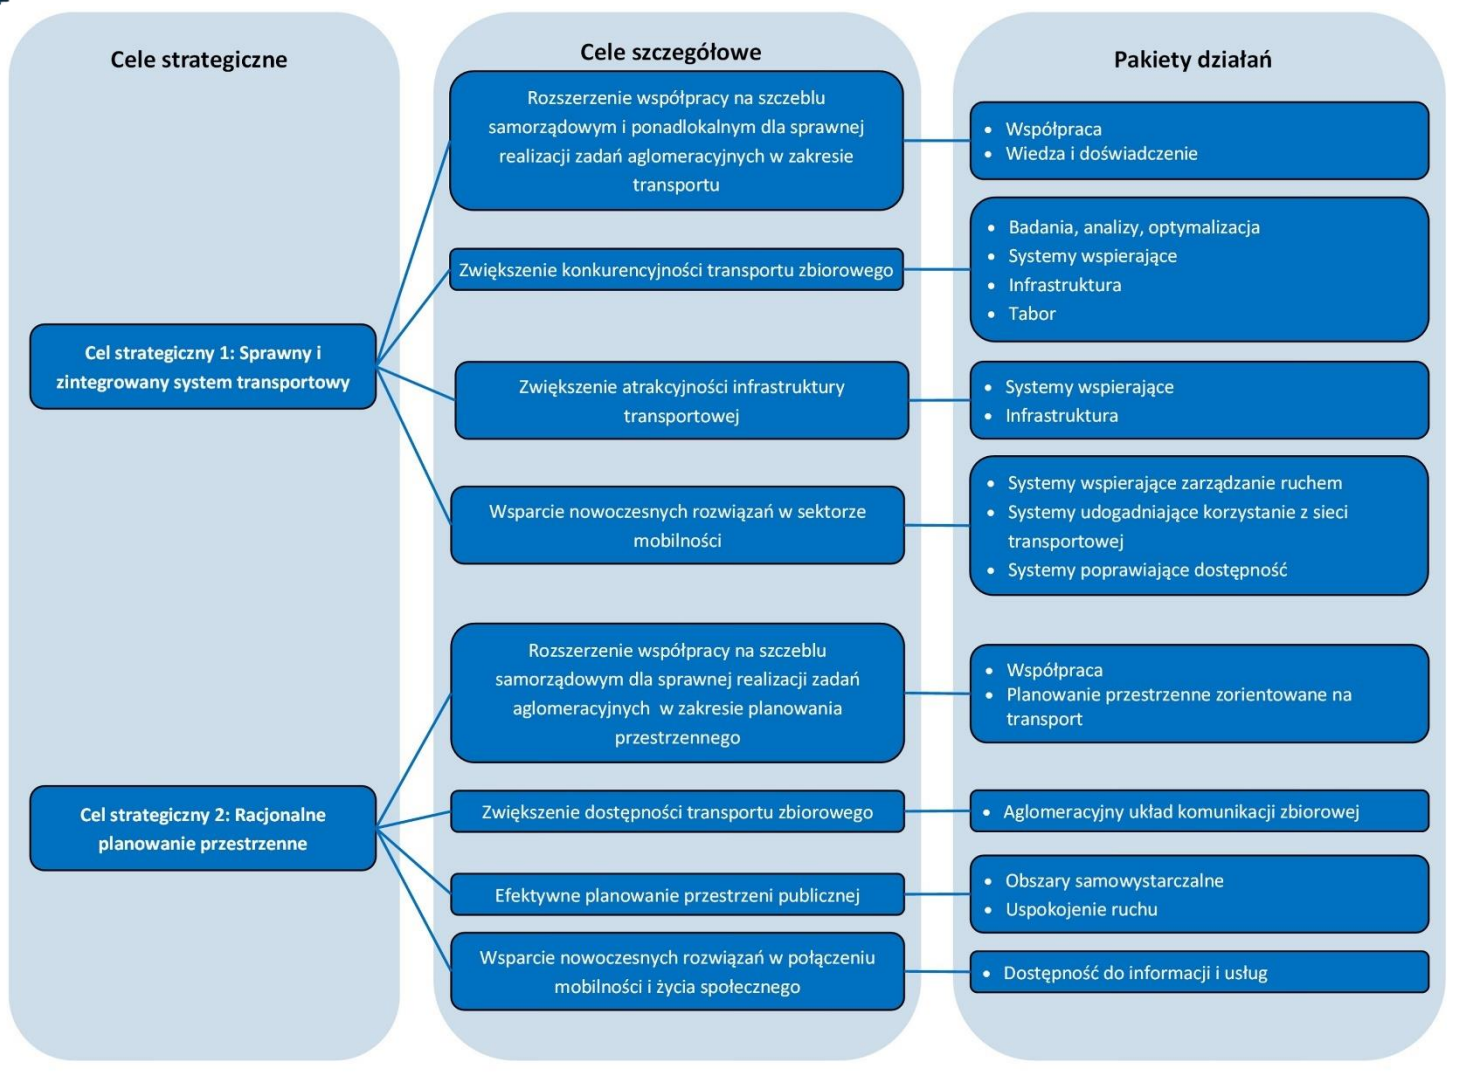 Cele strategiczne
Cele szczegółowe
Pakiety działań
Cel strategiczny 1: Sprawny i
zintegrowany system transportowy
Rozszerzenie współpracy na szczeblu
samorządowym i ponadlokalnym dla sprawnej
realizacji zadań aglomeracyjnych w zakresie
transportu
• Współpraca
• Wiedza i doświadczenie
Zwiększenie konkurencyjności transportu zbiorowego
• Badania, analizy, optymalizacja
• Systemy wspierające
• Infrastruktura
• Tabor
Zwiększenie atrakcyjności infrastruktury
transportowej
• Systemy wspierające
• Infrastruktura
Wsparcie nowoczesnych rozwiązań w sektorze
mobilności
• Systemy wspierające zarządzanie ruchem
• Systemy udogadniające korzystanie z sieci
transportowej
• Systemy poprawiające dostępność
Cel strategiczny 2: Racjonalne
planowanie przestrzenne
Rozszerzenie współpracy na szczeblu
samorządowym dla sprawnej realizacji zadań
aglomeracyjnych w zakresie planowania
przestrzennego
• Współpraca
• Planowanie przestrzenne zorientowane na
transport
Zwiększenie dostępności transportu zbiorowego
• Aglomeracyjny układ komunikacji zbiorowej
Efektywne planowanie przestrzeni publicznej
• Obszary samowystarczalne
• Uspokojenie ruchu
Wsparcie nowoczesnych rozwiązań w połączeniu
mobilności i życia społecznego
• Dostępność do informacji i usług